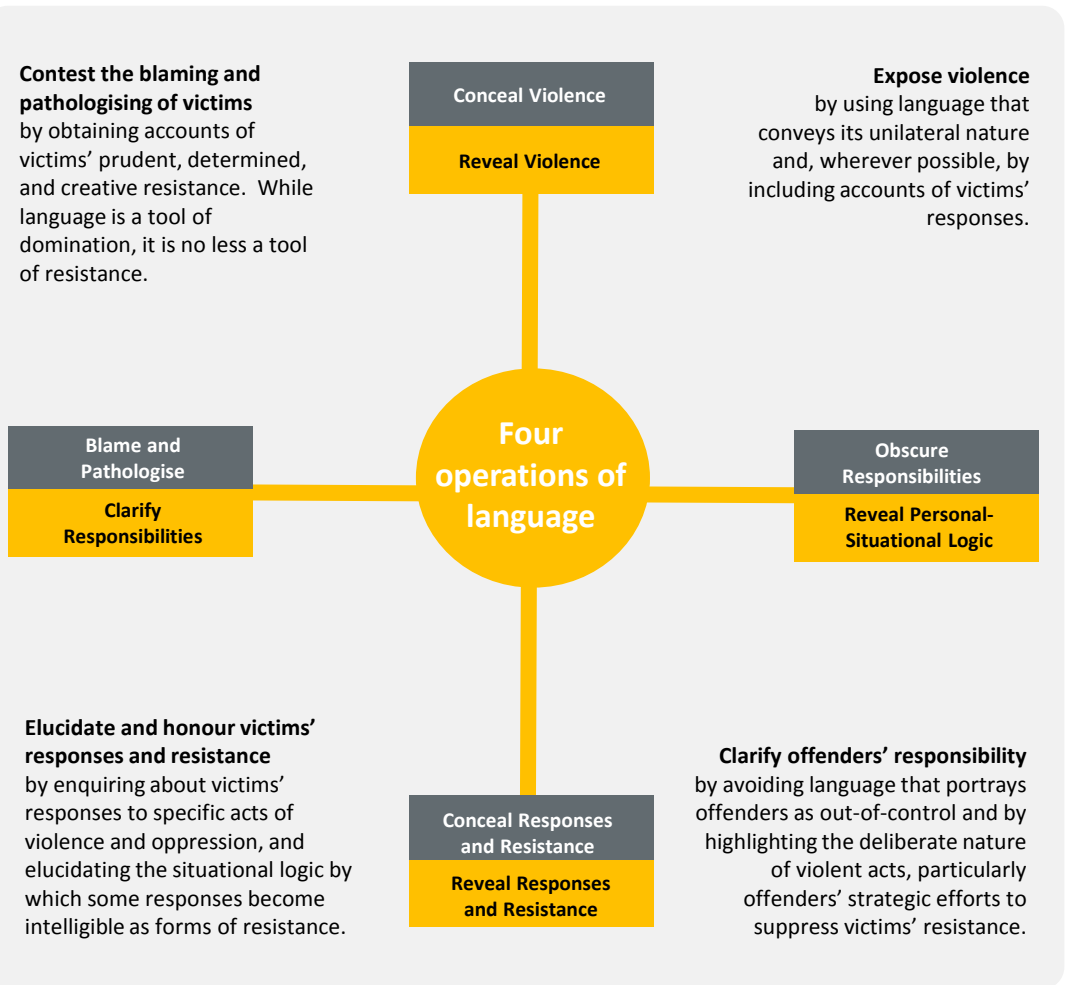 Contest the blaming and
pathologising of victims
by obtaining accounts of
victims’ prudent, determined,
and creative resistance.  While
language is a tool of
domination, it is no less a tool
of resistance.
Conceal Violence
Reveal Violence
Expose violence
by using language that
conveys its unilateral nature
and, wherever possible, by
including accounts of victims’
responses.
Blame and
Pathologise
Clarify
Responsibilities
Four
operations of
language
Obscure
Responsibilities
Reveal Personal-
Situational Logic
Elucidate and honour victims’
responses and resistance
by enquiring about victims’
responses to specific acts of
violence and oppression, and
elucidating the situational logic by
which some responses become
intelligible as forms of resistance.
Conceal Responses
and Resistance
Reveal Responses
and Resistance
Clarify offenders’ responsibility
by avoiding language that portrays
offenders as out-of-control and by
highlighting the deliberate nature
of violent acts, particularly
offenders’ strategic efforts to
suppress victims’ resistance.